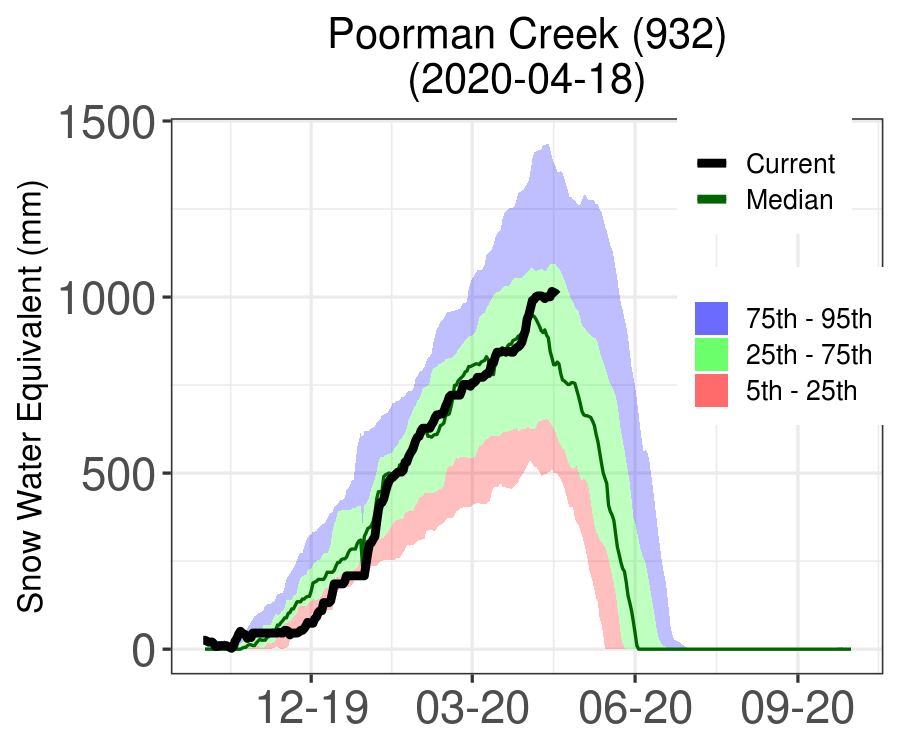 Poorman Creek (932)
(2020-04-18)
Snow Water Equivalent (mm)
1500
1000
500
0
Current
Median
75th - 95th
25th - 75th
5th - 25th
12-19
03-20
06-20
09-20